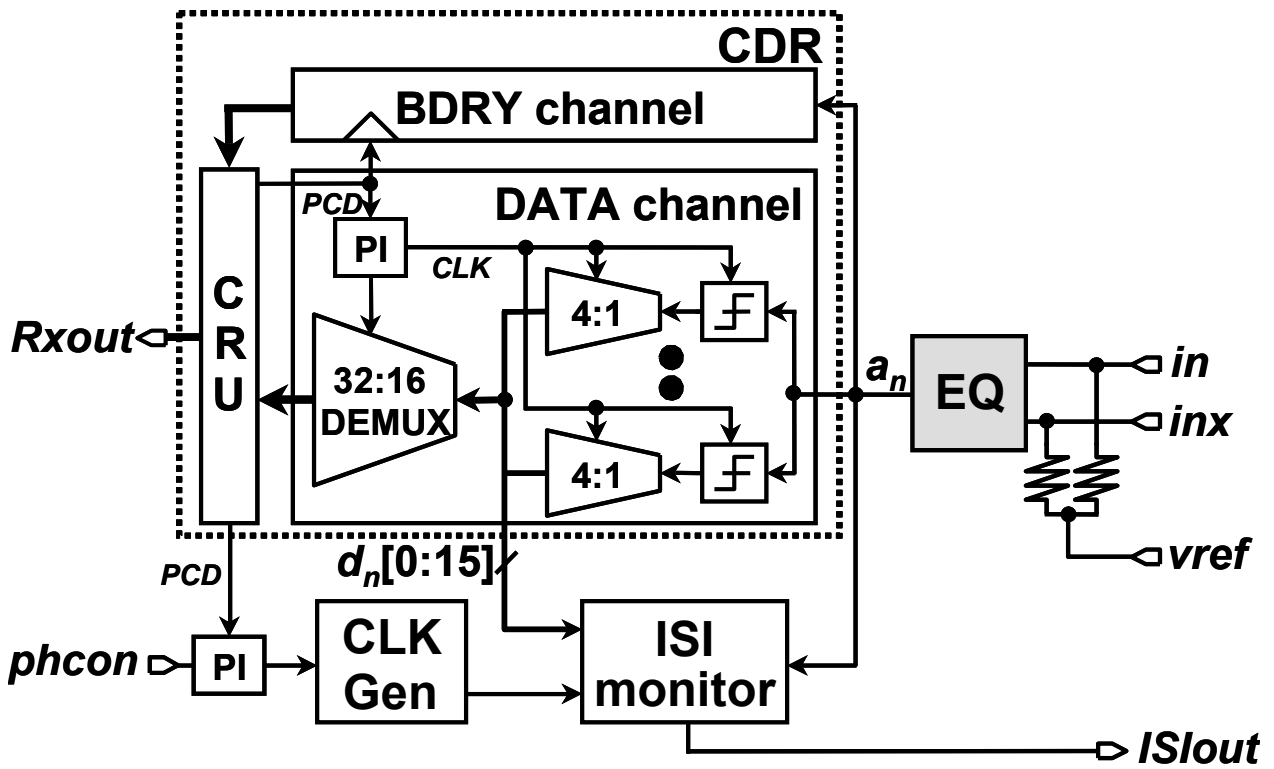 CDR
BDRY channel
PCD
DATA channel
PI
CLK
C
R
U
4:1
32:16
DEMUX
4:1
Rxout
a_n
EQ
in
inx
vref
d_n[0:15]
PCD
phcon
PI
CLK
Gen
ISI
monitor
ISIout